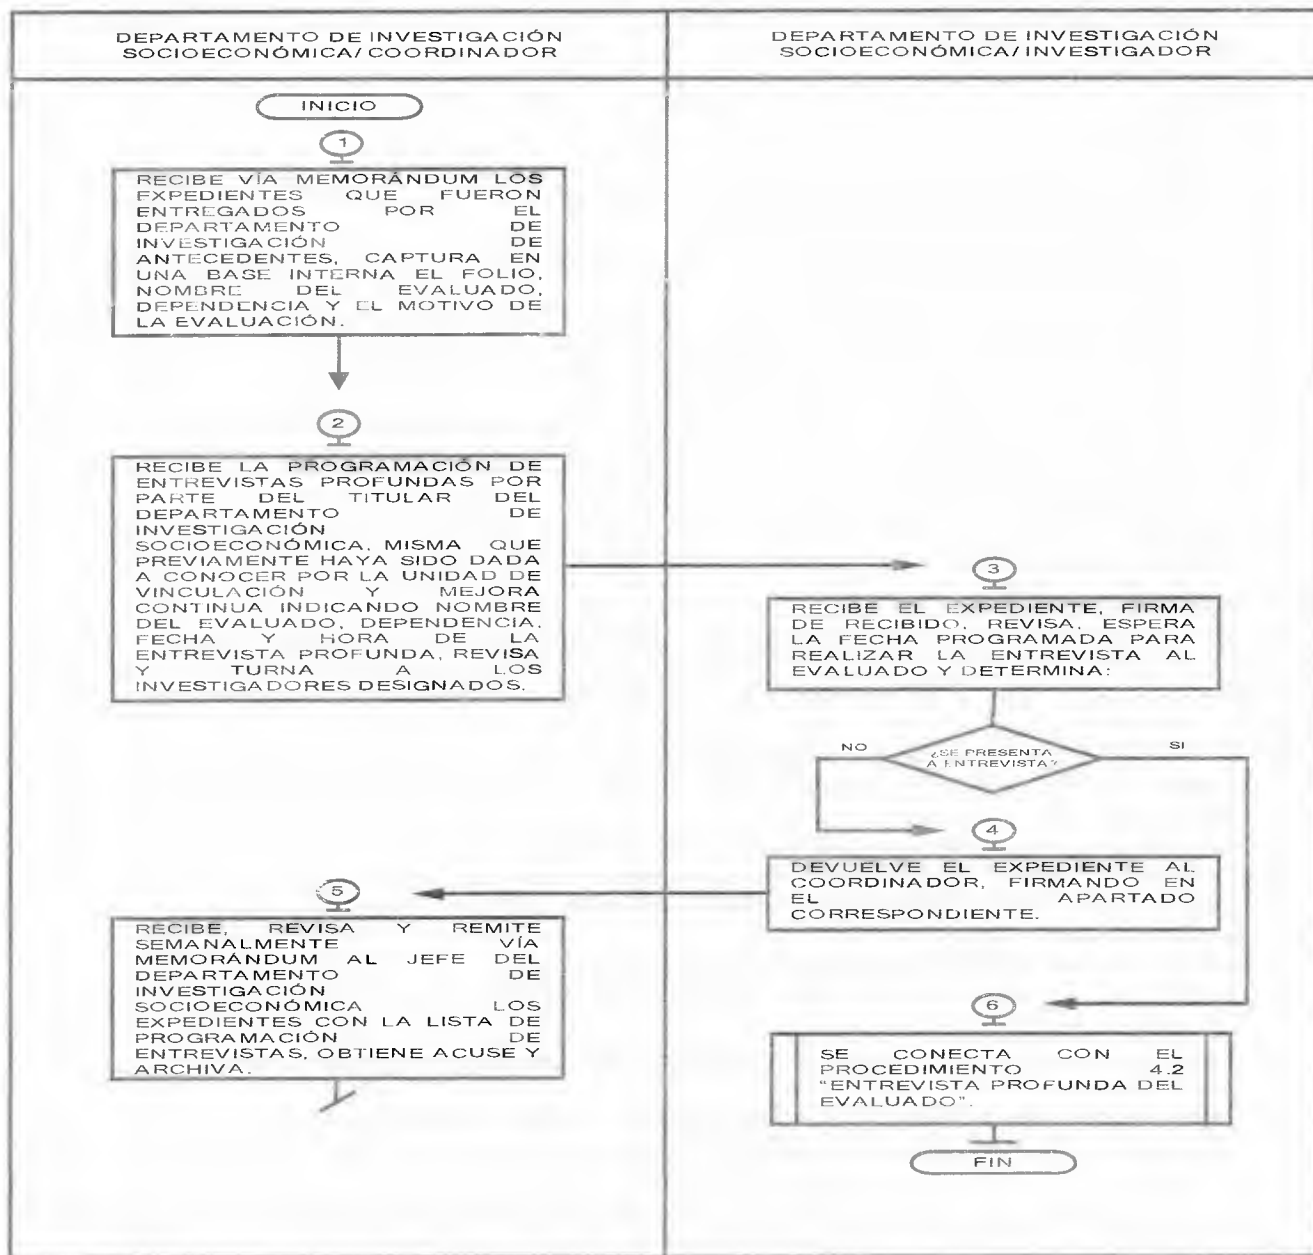 DEPARTAMENTO DE INVESTIGACIÓN
SOCIOECONÓMICA/COORDINADOR
DEPARTAMENTO DE INVESTIGACIÓN
SOCIOECONÓMICA/INVESTIGADOR
INICIO
1
RECIBE VÍA MEMORÁNDUM LOS
EXPEDIENTES QUE FUERON
ENTREGADOS POR EL
DEPARTAMENTO DE
INVESTIGACIÓN DE
ANTECEDENTES, CAPTURA EN
UNA BASE INTERNA EL FOLIO,
NOMBRE DEL EVALUADO,
DEPENDENCIA Y EL MOTIVO DE
LA EVALUACIÓN.
2
RECIBE LA PROGRAMACIÓN DE
ENTREVISTAS PROFUNDAS POR
PARTE DEL TITULAR DEL
DEPARTAMENTO DE
INVESTIGACIÓN
SOCIOECONÓMICA, MISMA QUE
PREVIAMENTE HAYA SIDO DADA
A CONOCER POR LA UNIDAD DE
VINCULACIÓN Y MEJORA
CONTINUA INDICANDO NOMBRE
DEL EVALUADO, DEPENDENCIA,
FECHA Y HORA DE LA
ENTREVISTA PROFUNDA, REVISA
Y TURNA A LOS
INVESTIGADORES DESIGNADOS.
3
RECIBE EL EXPEDIENTE, FIRMA
DE RECIBIDO, REVISA, ESPERA
LA FECHA PROGRAMADA PARA
REALIZAR LA ENTREVISTA AL
EVALUADO Y DETERMINA:
NO
¿SE PRESENTA
A ENTREVISTA?
SI
4
DEVUELVE EL EXPEDIENTE AL
COORDINADOR, FIRMANDO EN
EL APARTADO
CORRESPONDIENTE.
5
RECIBE, REVISA Y REMITE
SEMANALMENTE VÍA
MEMORÁNDUM AL JEFE DEL
DEPARTAMENTO DE
INVESTIGACIÓN
SOCIOECONÓMICA LOS
EXPEDIENTES CON LA LISTA DE
PROGRAMACIÓN DE
ENTREVISTAS, OBTIENE ACUSE Y
ARCHIVA.
6
SE CONECTA CON EL
PROCEDIMIENTO 4.2
"ENTREVISTA PROFUNDA DEL
EVALUADO".
FIN